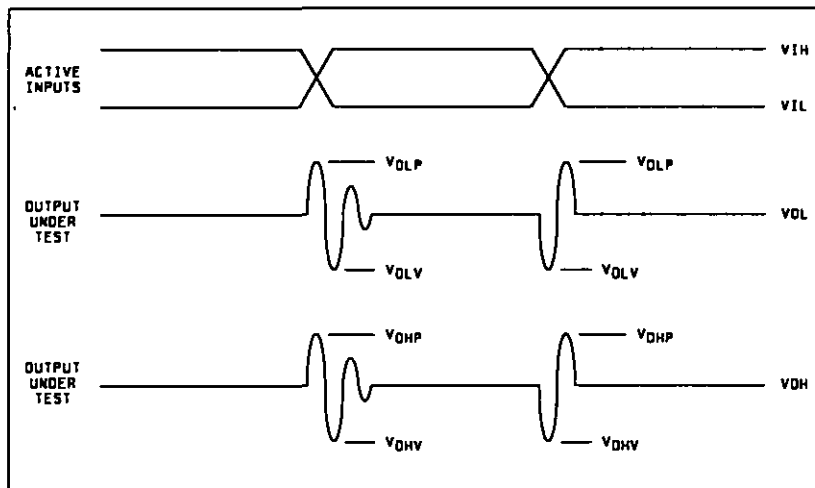 ACTIVE
INPUTS
VIH
VIL
VOLP
VOLP
OUTPUT
UNDER
TEST
VOL
VOLV
VOLV
VOHP
VOHP
OUTPUT
UNDER
TEST
VOH
VOHV
VOHV